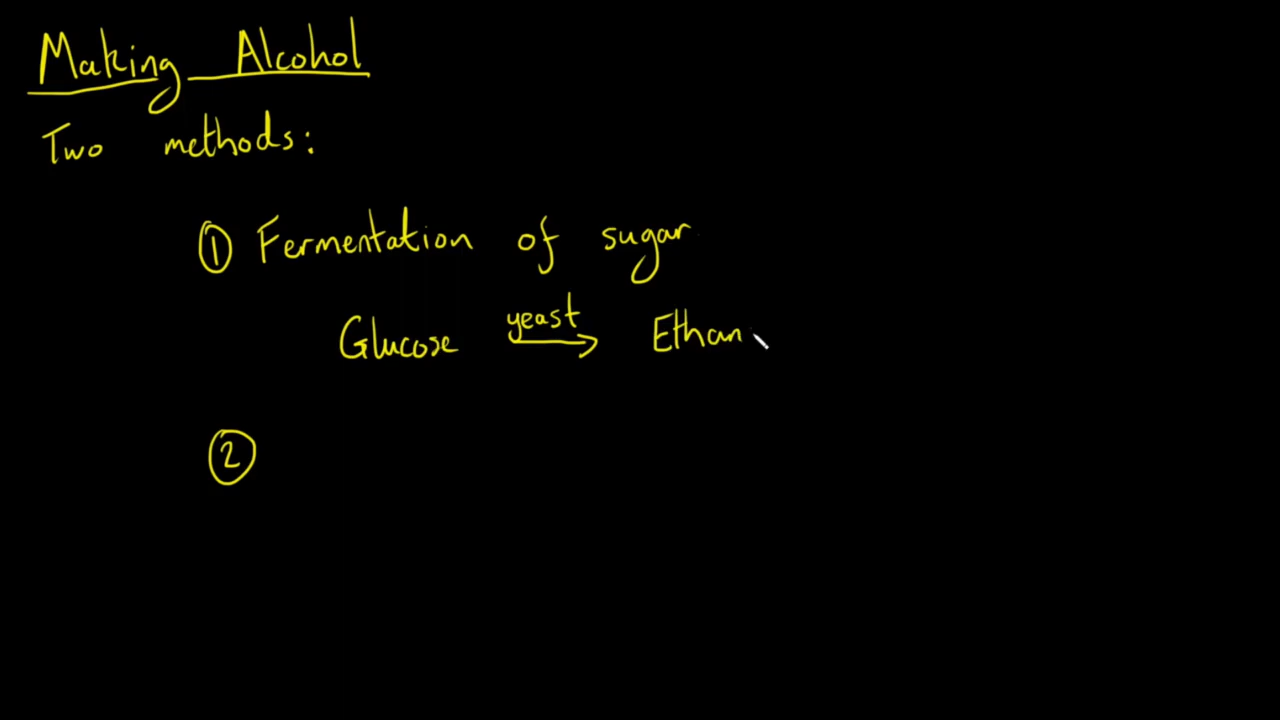 Making Alcohol
Two methods:
① Fermentation of sugar
Glucose yeast → Ethan
②